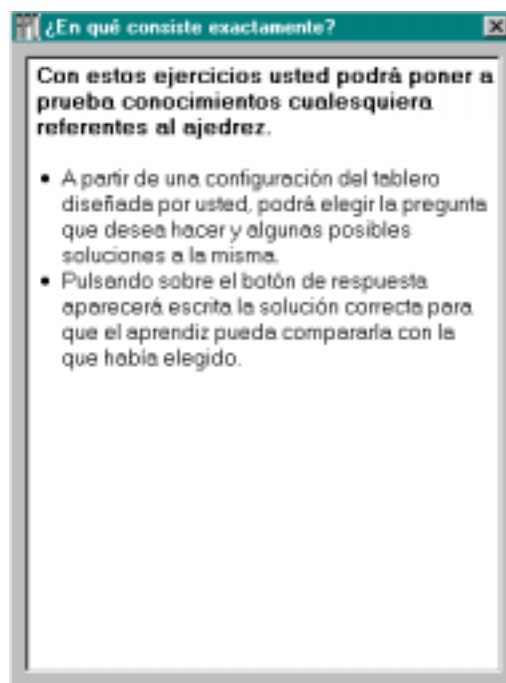 ¿En qué consiste exactamente?
Con estos ejercicios usted podrá poner a
prueba conocimientos cualesquiera
referentes al ajedrez.
• A partir de una configuración del tablero
diseñada por usted, podrá elegir la pregunta
que desea hacer y algunas posibles
soluciones a la misma.
• Pulsando sobre el botón de respuesta
aparecerá escrita la solución correcta para
que el aprendiz pueda compararla con la
que había elegido.